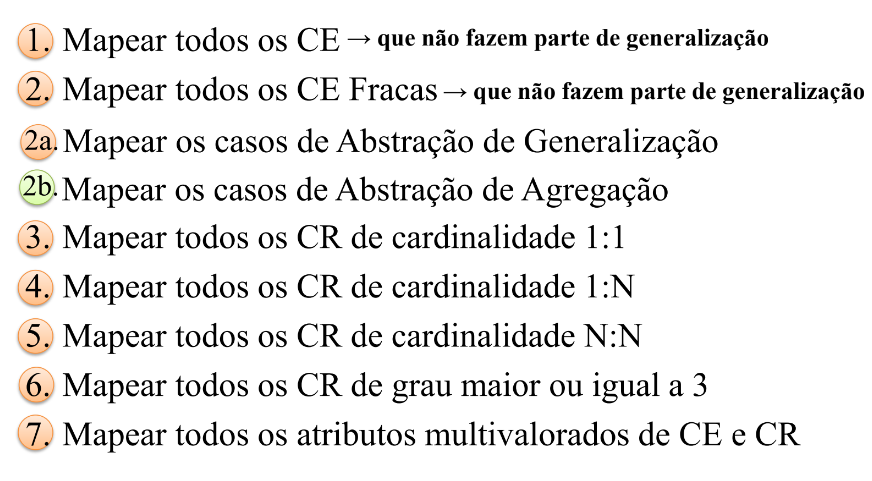 1. Mapear todos os CE → que não fazem parte de generalização
2. Mapear todos os CE Fracas → que não fazem parte de generalização
2a. Mapear os casos de Abstração de Generalização
2b. Mapear os casos de Abstração de Agregação
3. Mapear todos os CR de cardinalidade 1:1
4. Mapear todos os CR de cardinalidade 1:N
5. Mapear todos os CR de cardinalidade N:N
6. Mapear todos os CR de grau maior ou igual a 3
7. Mapear todos os atributos multivalorados de CE e CR